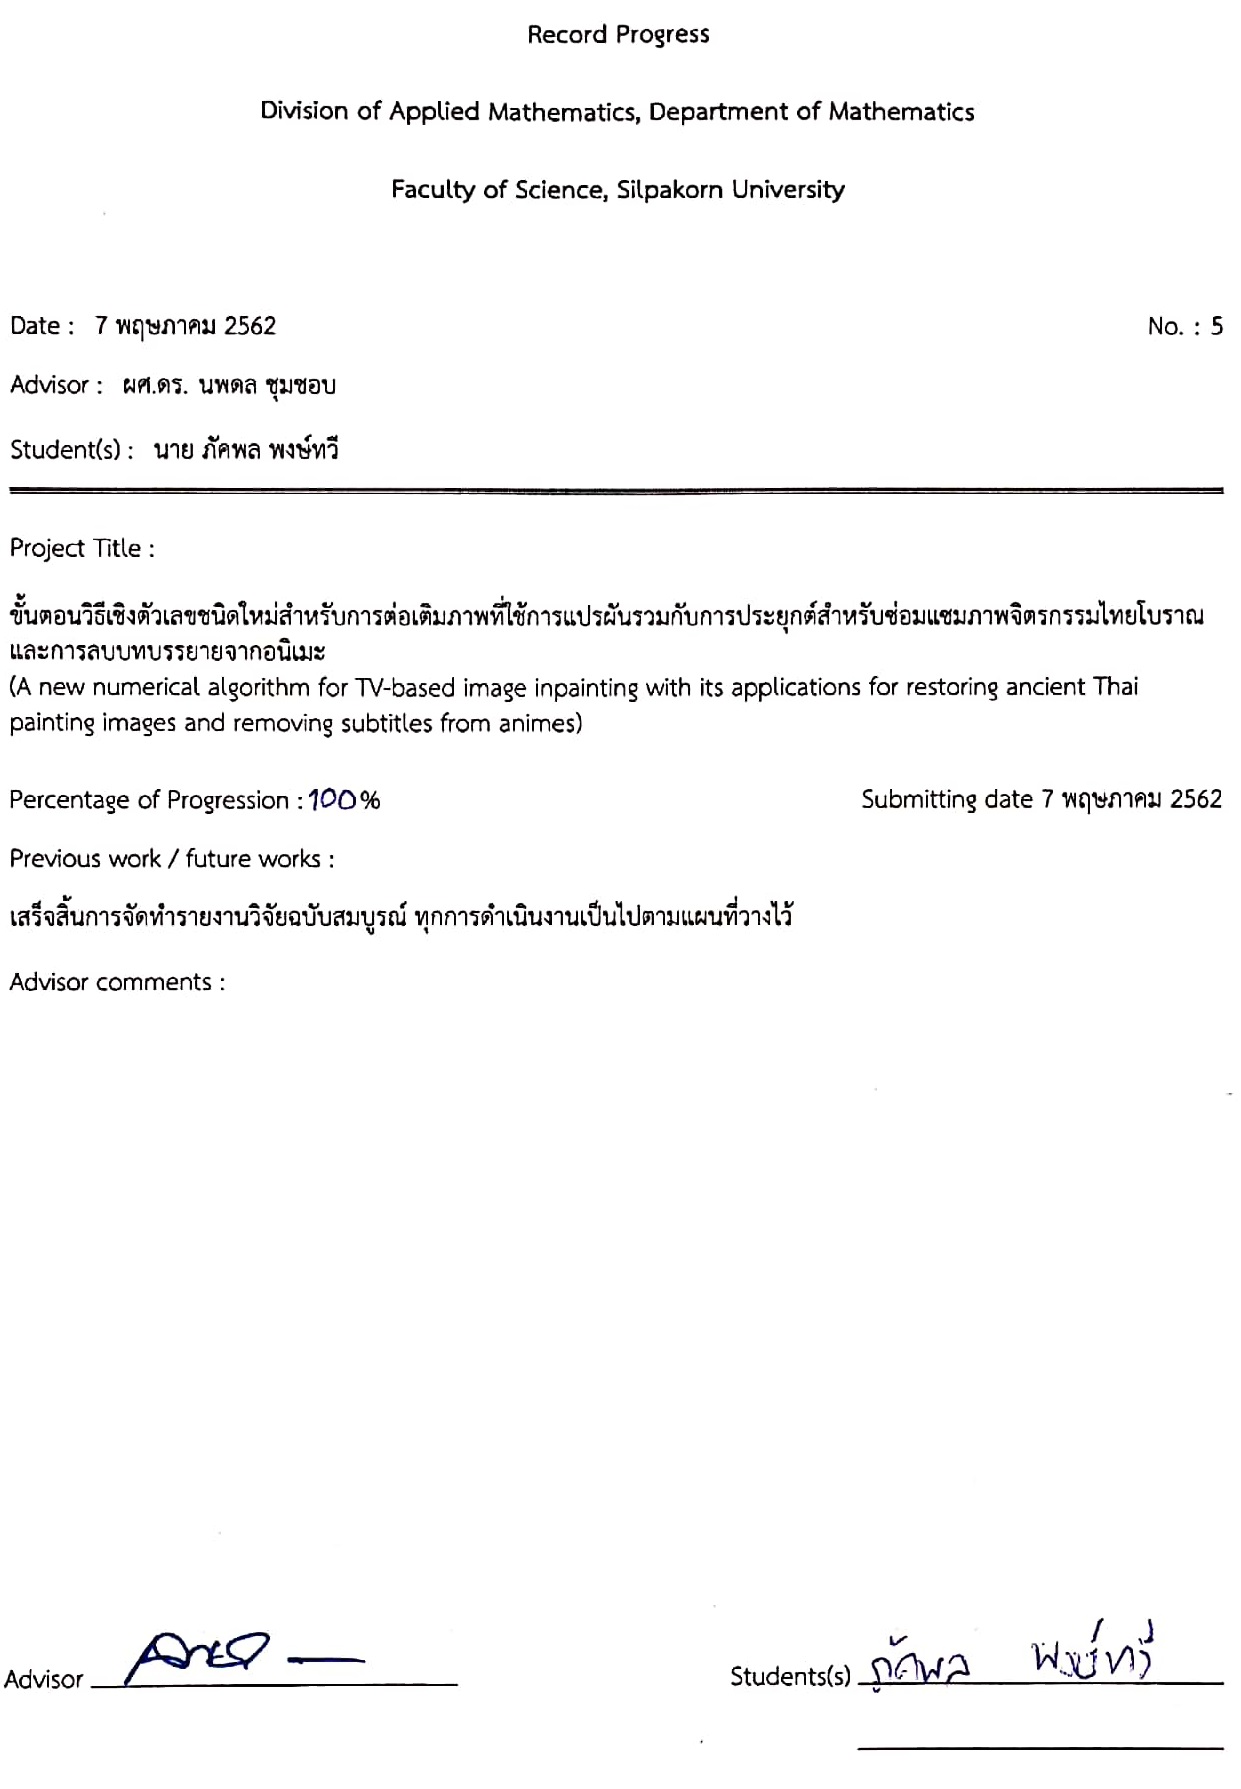 Record Progress
Division of Applied Mathematics, Department of Mathematics
Faculty of Science, Silpakorn University
Date : 7 พฤษภาคม 2562 No. : 5
Advisor : ผศ.ดร. นพดล ชุมชอบ
Student(s) : นาย ภัคพล พงษ์ทวี
Project Title :
ขั้นตอนวิธีเชิงตัวเลขชนิดใหม่สำหรับการต่อเติมภาพที่ใช้การแปรผันรวมกับการประยุกต์สำหรับซ่อมแซมภาพจิตรกรรมไทยโบราณ
และการลบบทบรรยายจากอนิเมะ
(A new numerical algorithm for TV-based image inpainting with its applications for restoring ancient Thai
painting images and removing subtitles from animes)
Percentage of Progression : 100% Submitting date 7 พฤษภาคม 2562
Previous work / future works :
เสร็จสิ้นการจัดทำรายงานวิจัยฉบับสมบูรณ์ ทุกการดำเนินงานเป็นไปตามแผนที่วางไว้
Advisor comments :
Advisor
Students(s) ภัคพล พงษ์ทวี